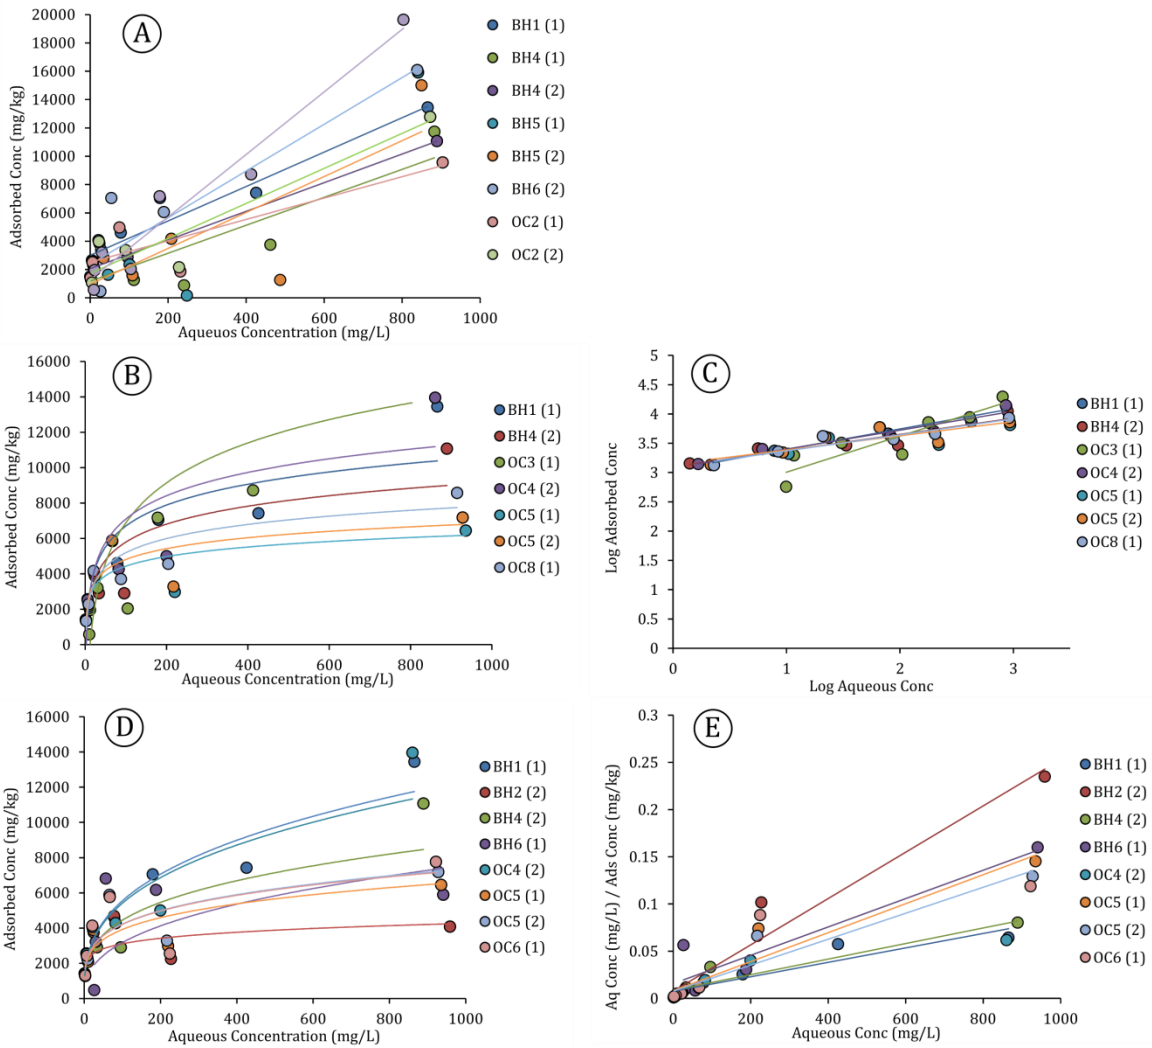 A
Adsorbed Conc (mg/kg)
20000
18000
16000
14000
12000
10000
8000
6000
4000
2000
0
0 200 400 600 800 1000
Aqueuos Concentration (mg/L)
BH1 (1)
BH4 (1)
BH4 (2)
BH5 (1)
BH5 (2)
BH6 (2)
OC2 (1)
OC2 (2)
B
Adsorbed Conc (mg/kg)
16000
14000
12000
10000
8000
6000
4000
2000
0
0 200 400 600 800 1000
Aqueous Concentration (mg/L)
BH1 (1)
BH4 (2)
OC3 (1)
OC4 (2)
OC5 (1)
OC5 (2)
OC8 (1)
C
Log Adsorbed Conc
5
4.5
4
3.5
3
2.5
2
1.5
1
0.5
0
0 1 2 3
Log Aqueous Conc
BH1 (1)
BH4 (2)
OC3 (1)
OC4 (2)
OC5 (1)
OC5 (2)
OC8 (1)
D
Adsorbed Conc (mg/kg)
16000
14000
12000
10000
8000
6000
4000
2000
0
0 200 400 600 800 1000
Aqueous Concentration (mg/L)
BH1 (1)
BH2 (2)
BH4 (2)
BH6 (1)
OC4 (2)
OC5 (1)
OC5 (2)
OC6 (1)
E
Aq Conc (mg/L) / Ads Conc (mg/kg)
0.3
0.25
0.2
0.15
0.1
0.05
0
0 200 400 600 800 1000
Aqueous Conc (mg/L)
BH1 (1)
BH2 (2)
BH4 (2)
BH6 (1)
OC4 (2)
OC5 (1)
OC5 (2)
OC6 (1)